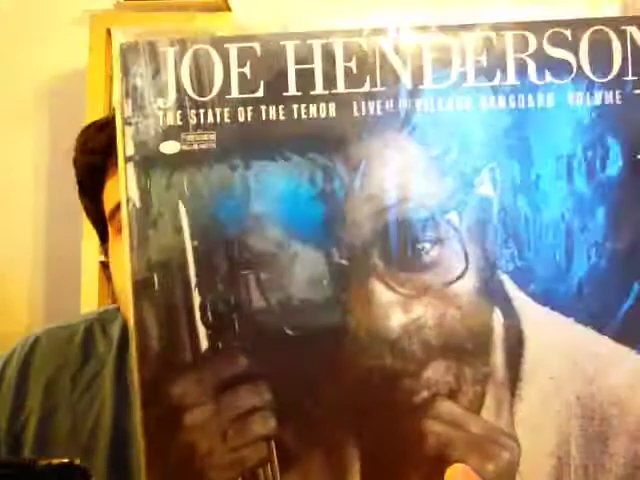 JOE HENDERSON
THE STATE OF THE TENOR LIVE AT THE VILLAGE VANGUARD VOLUME